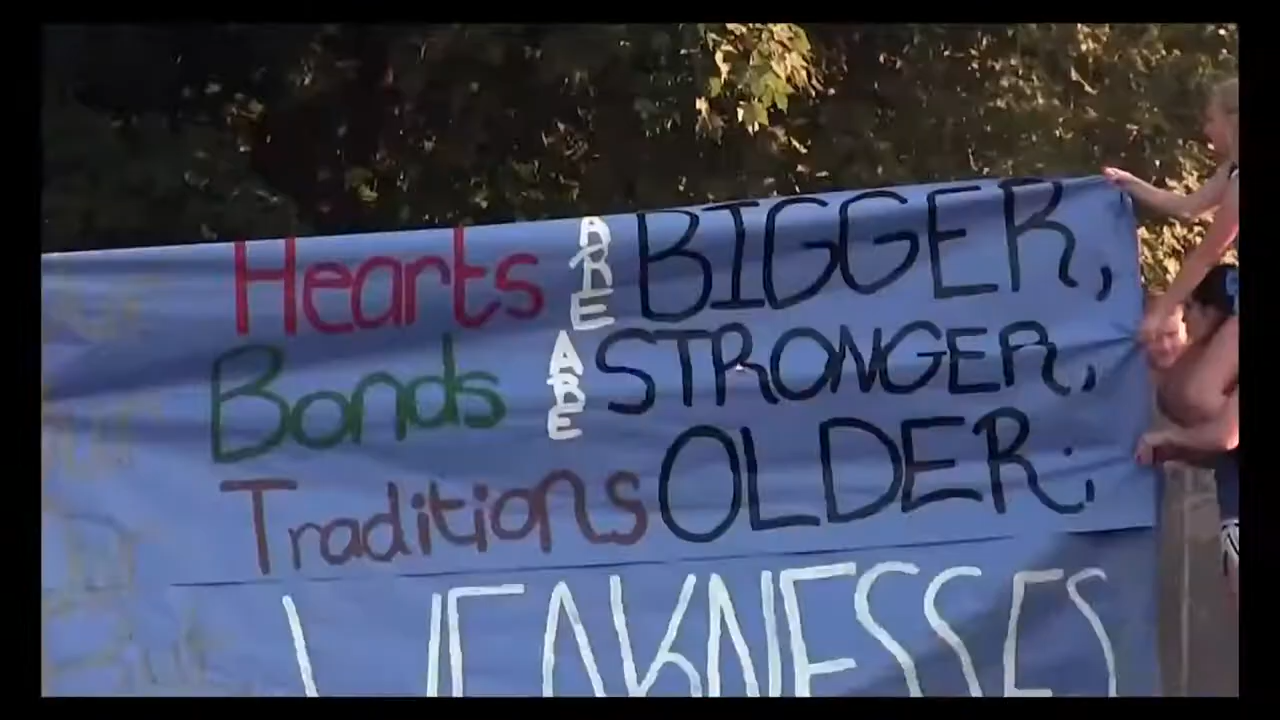 Hearts ARE BIGGER,
Bonds ARE STRONGER,
Traditions OLDER;
WEAKNESSES